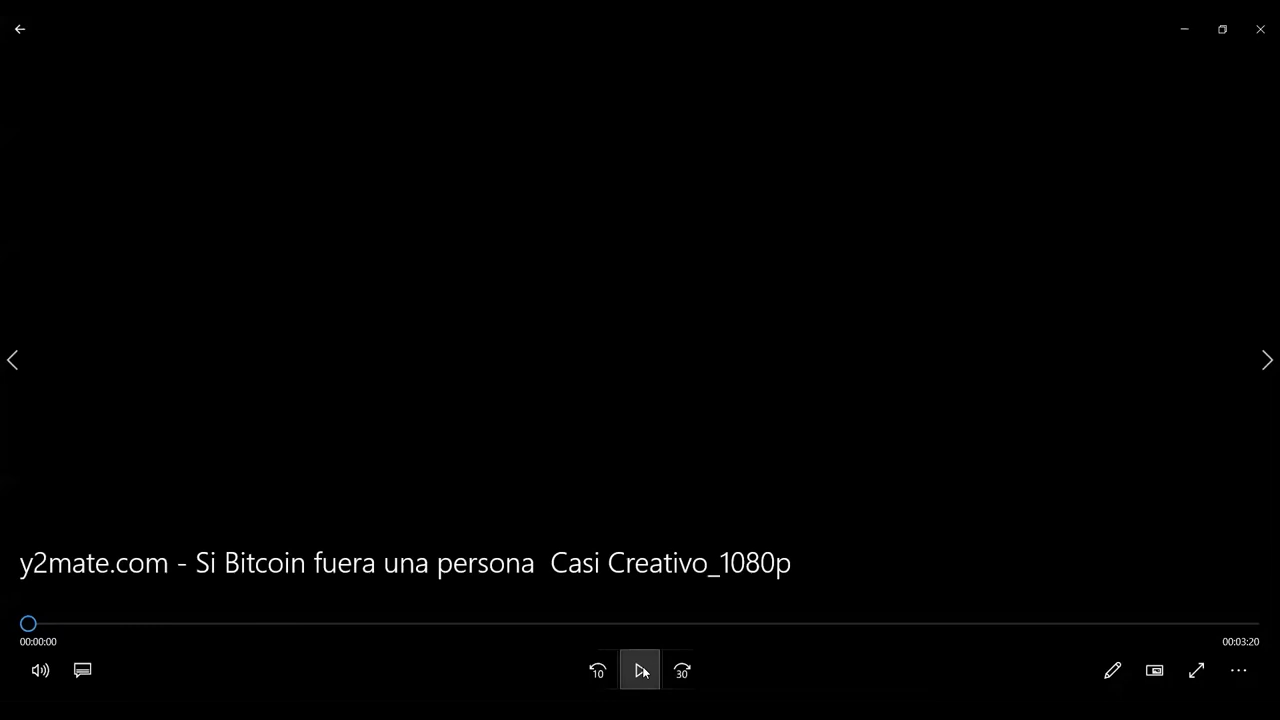 y2mate.com - Si Bitcoin fuera una persona  Casi Creativo_1080p
00:00:00
00:03:20
10
30